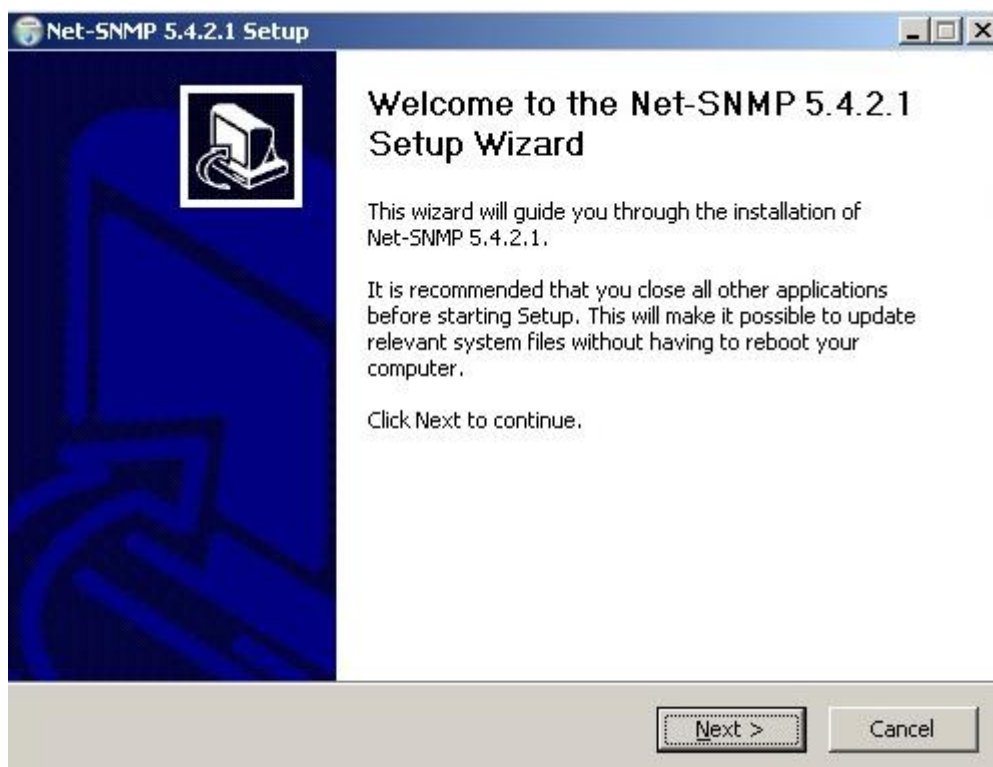 Net-SNMP 5.4.2.1 Setup
Welcome to the Net-SNMP 5.4.2.1
Setup Wizard
This wizard will guide you through the installation of
Net-SNMP 5.4.2.1.
It is recommended that you close all other applications
before starting Setup. This will make it possible to update
relevant system files without having to reboot your
computer.
Click Next to continue.
Next >
Cancel